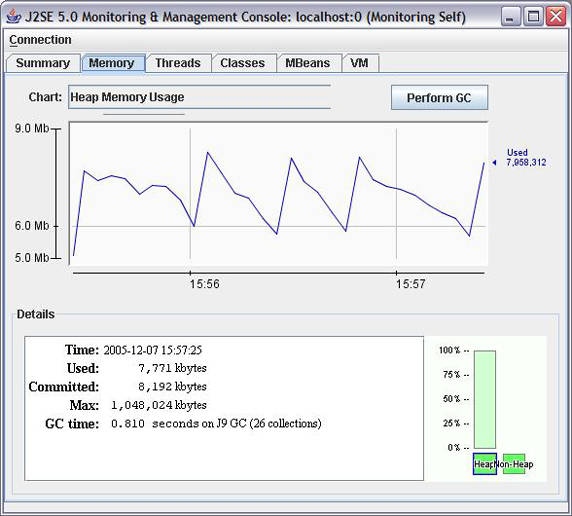 J2SE 5.0 Monitoring & Management Console: localhost:0 (Monitoring Self)
Connection
Summary Memory Threads Classes MBeans VM
Chart: Heap Memory Usage Perform GC
9.0 Mb
Used
7,958,312
6.0 Mb
5.0 Mb
15:56 15:57
Details
Time: 2005-12-07 15:57:25
Used: 7,771 kbytes
Committed: 8,192 kbytes
Max: 1,048,024 kbytes
GC time: 0.810 seconds on J9 GC (26 collections)
100% --
75% --
50% --
25% --
0% --
Heap Non-Heap